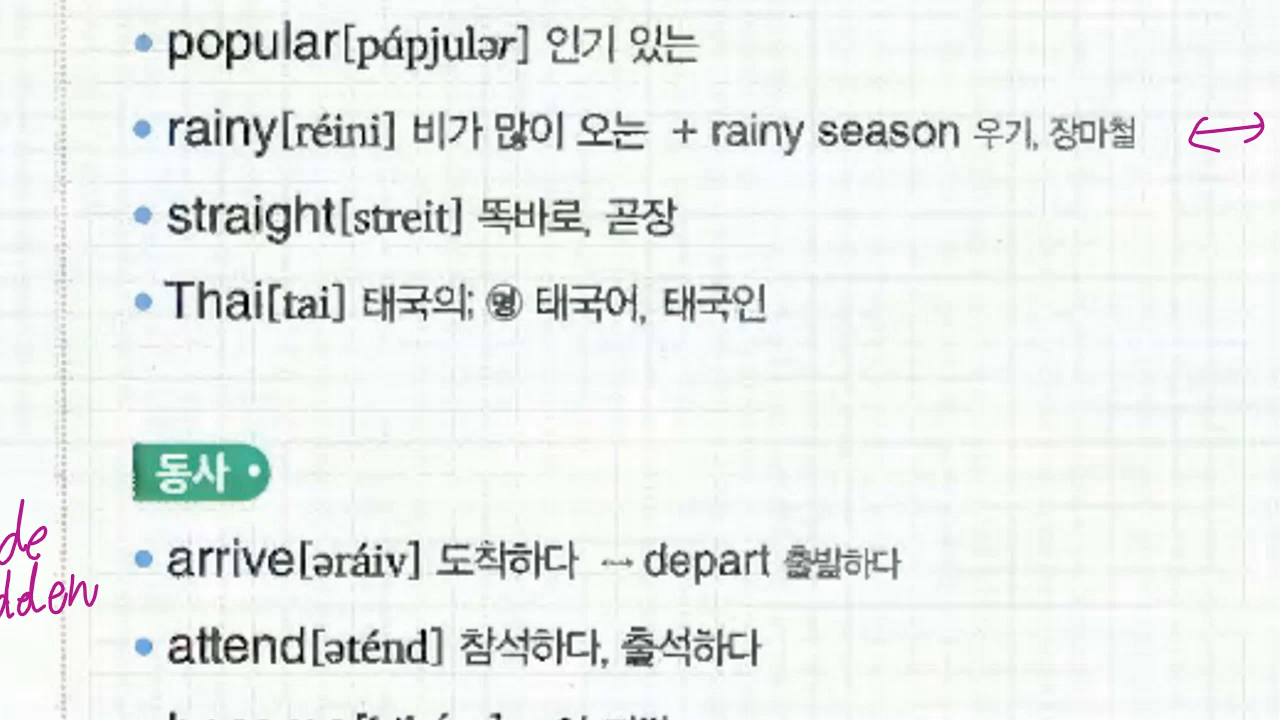 • popular[pápjulər] 인기 있는
• rainy[réini] 비가 많이 오는 + rainy season 우기, 장마철 ↔
• straight[streit] 똑바로, 곧장
• Thai[tai] 태국의; ㊔ 태국어, 태국인
동사
• arrive[əráiv] 도착하다 ↔ depart 출발하다
• attend[əténd] 참석하다, 출석하다